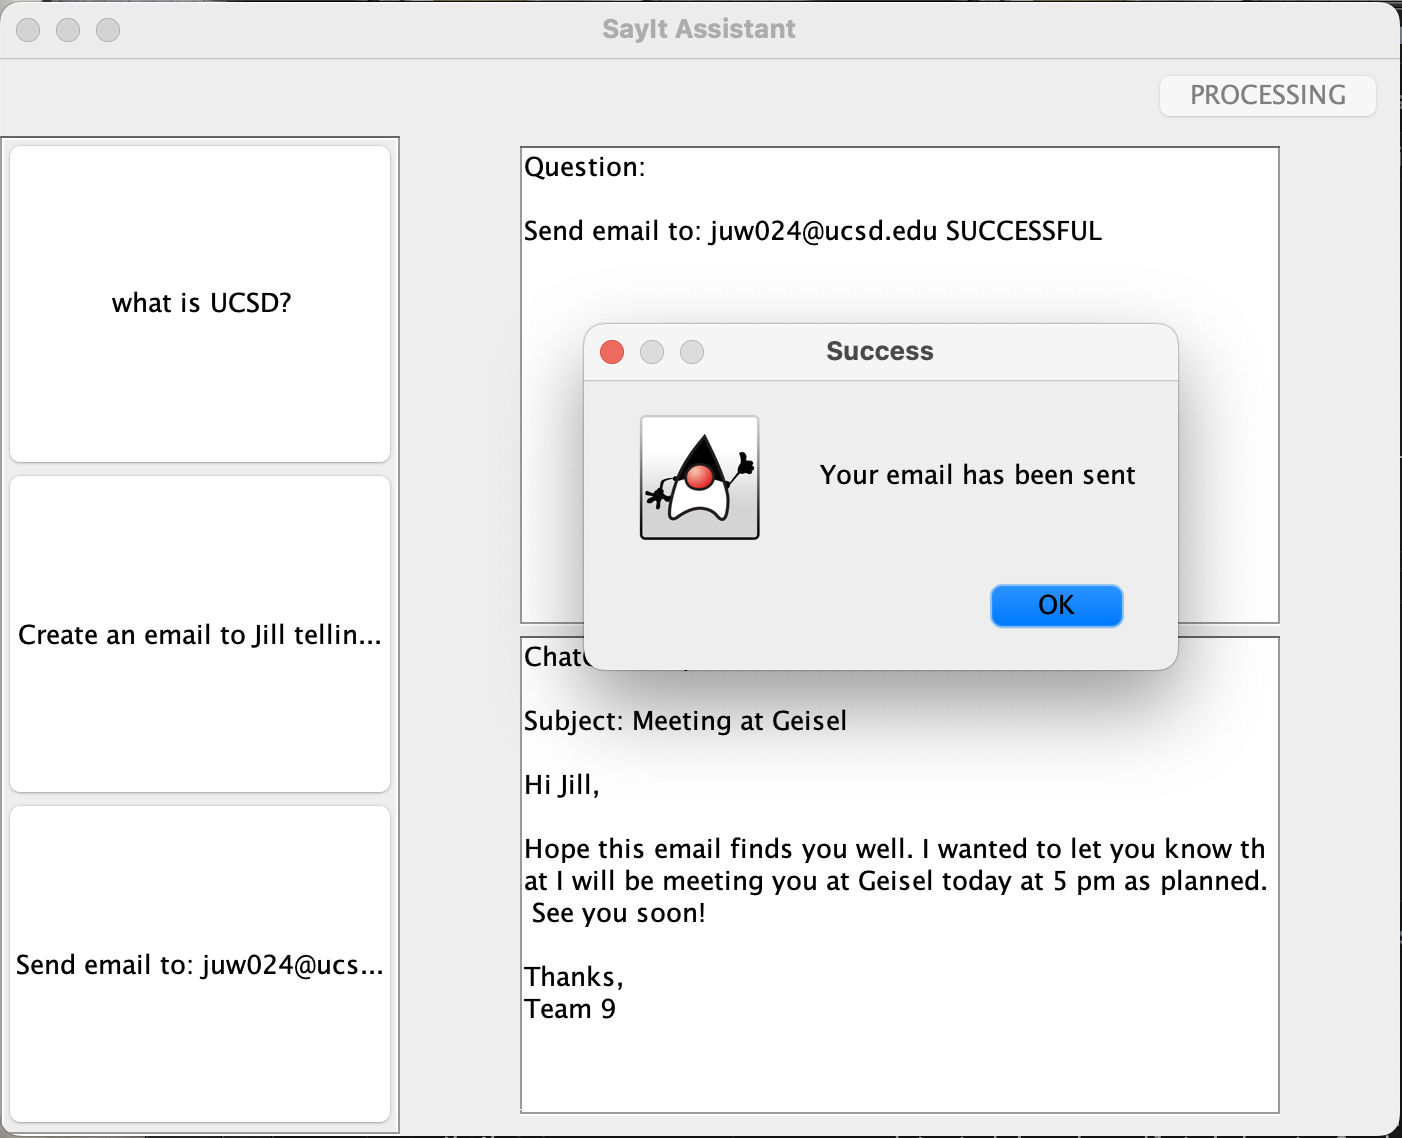 SayIt Assistant
PROCESSING
what is UCSD?
Create an email to Jill tellin...
Send email to: juw024@ucs...
Question:
Send email to: juw024@ucsd.edu SUCCESSFUL
Success
Your email has been sent
OK
Subject: Meeting at Geisel
Hi Jill,
Hope this email finds you well. I wanted to let you know th
at I will be meeting you at Geisel today at 5 pm as planned.
See you soon!
Thanks,
Team 9